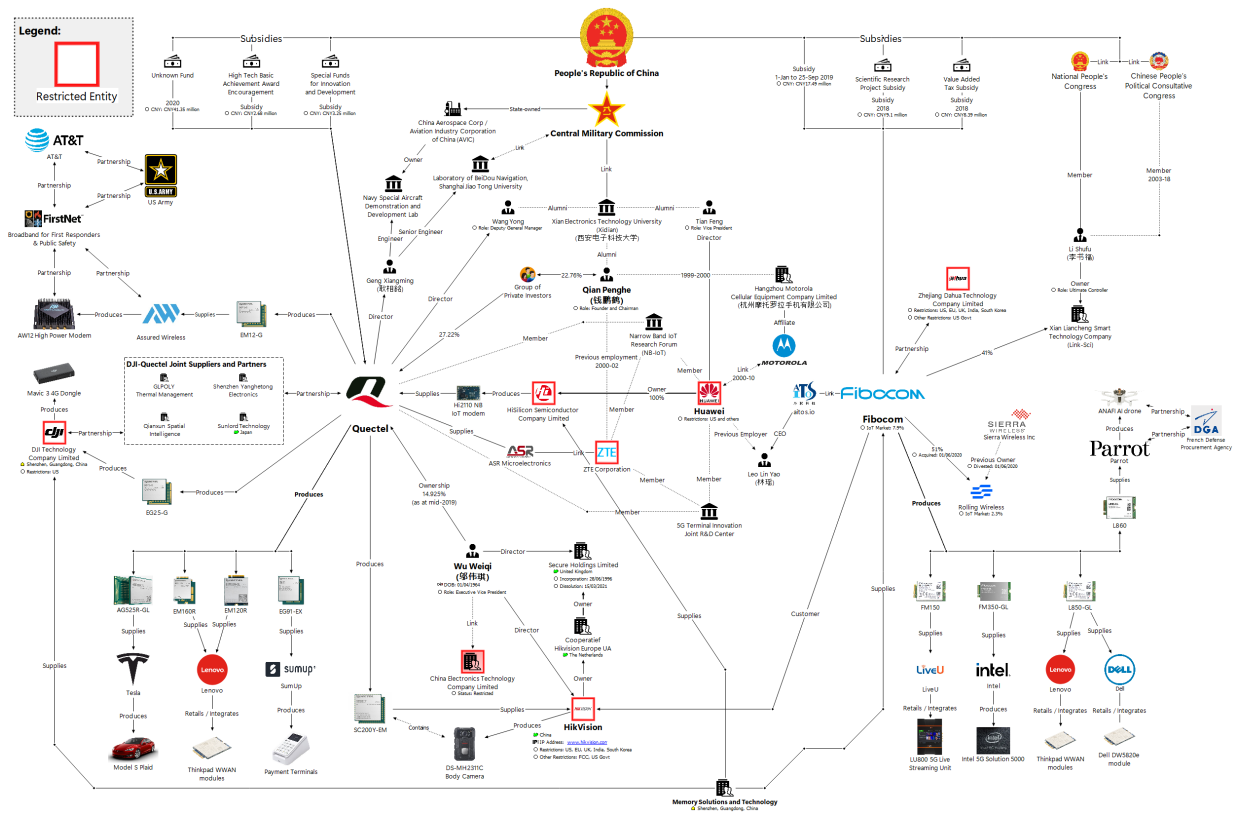 Legend:
Restricted Entity
Subsidies
Subsidies
People's Republic of China
Unknown Fund
2020
CNY: CNY41.35 million
High Tech Basic
Achievement Award
Encouragement
Subsidy
CNY: CNY2.68 million
Special Funds
for Innovation
and Development
Subsidy
CNY: CNY3.25 million
Subsidy
1-Jan to 25-Sep 2019
CNY: CNY17.49 million
Scientific Research
Project Subsidy
Subsidy
2018
CNY: CNY9.1 million
Value Added
Tax Subsidy
Subsidy
2018
CNY: CNY8.39 million
Link
Link
National People's
Congress
Chinese People's
Political Consultative
Congress
Member
Member
2003-18
State-owned
China Aerospace Corp /
Aviation Industry Corporation
of China (AVIC)
Central Military Commission
Link
Owner
Laboratory of BeiDou Navigation,
Shanghai Jiao Tong University
Link
AT&T
AT&T
Partnership
Partnership
Partnership
U.S.ARMY
US Army
FirstNet
Broadband for First Responders
& Public Safety
Partnership
Partnership
Navy Special Aircraft
Demonstration and
Development Lab
Engineer
Senior Engineer
Geng Xiangming
Director
Wang Yong
Role: Deputy General Manager
Alumni
Alumni
Xian Electronics Technology University
(Xidian)
(西安电子科技大学)
Tian Feng
Role: Vice President
Director
Alumni
Director
Group of
Private Investors
22.76%
27.22%
Qian Penghe
(钱鹏鹤)
Role: Founder and Chairman
1999-2000
Hangzhou Motorola
Cellular Equipment Company Limited
(杭州摩托罗拉手机有限公司)
Affiliate
MOTOROLA
Link
2000-10
Li Shufu
(李书福)
Owner
Role: Ultimate Controller
Xian Liancheng Smart
Technology Company
(Link-Sci)
41%
alhua
Zhejiang Dahua Technology
Company Limited
Restrictions: US, EU, UK, India, South Korea
Other Restrictions: US Govt
Partnership
AW12 High Power Modem
Produces
Assured Wireless
Supplies
EM12-G
Produces
Member
Narrow Band IoT
Research Forum
(NB-IoT)
Previous employment
2000-02
Member
Member
Mavic 3 4G Dongle
Produces
dji
DJI Technology
Company Limited
Shenzhen, Guangdong, China
Restrictions: US
Partnership
DJI-Quectel Joint Suppliers and Partners
GLPOLY
Thermal Management
Shenzhen Yanghetong
Electronics
Qianxun Spatial
Intelligence
Sunlord Technology
Japan
Partnership
Quectel
Supplies
Hi2110 NB
IoT modem
Produces
HiSilicon Semiconductor
Company Limited
Owner
100%
HUAWEI
Huawei
Restrictions: US and others
Previous Employer
CEO
Leo Lin Yao
(林瑶)
AiTS
aitos.io
Link
Fibocom
Fibocom
IoT Market: 7.9%
51%
Acquired: 01/06/2020
SIERRA
WIRELESS
Sierra Wireless Inc
Previous Owner
Divested: 01/06/2020
Rolling Wireless
IoT Market: 2.9%
ANAFI AI drone
Produces
Partnership
Partnership
DGA
French Defense
Procurement Agency
Parrot
Parrot
Supplies
L860
Supplies
ASR
ASR Microelectronics
Link
ZTE
ZTE Corporation
Member
Member
Member
5G Terminal Innovation
Joint R&D Center
Produces
Produces
EG25-G
Produces
Ownership
14.925%
(as at mid-2019)
Produces
Wu Weiqi
(邬伟琪)
DOB: 01/04/1964
Role: Executive Vice President
Director
Secure Holdings Limited
United Kingdom
Incorporation: 28/06/1996
Dissolution: 15/03/2021
Owner
Cooperatief
Hikvision Europe UA
The Netherlands
Owner
Link
Director
China Electronics Technology
Company Limited
Status: Restricted
Supplies
Produces
HikVision
China
IP Address: www.hikvision.com
Restrictions: US, EU, UK, India, South Korea
Other Restrictions: FCC, US Govt
Produces
SC200Y-EM
Contains
DS-MH2311C
Body Camera
Supplies
Supplies
Supplies
Customer
AG525R-GL
Supplies
Tesla
Produces
Model S Plaid
EM160R
Supplies
EM120R
Supplies
Lenovo
Lenovo
Retails / Integrates
Thinkpad WWAN
modules
EG91-EX
Supplies
sumup
SumUp
Produces
Payment Terminals
FM150
Supplies
LiveU
LiveU
Retails / Integrates
LU800 5G Live
Streaming Unit
FM350-GL
Supplies
intel.
Intel
Produces
Intel 5G Solution 5000
L850-GL
Supplies
Supplies
Lenovo
Lenovo
Retails / Integrates
Thinkpad WWAN
modules
DELL
Dell
Retails / Integrates
Dell DW5820e
module
Memory Solutions and Technology
Shenzhen, Guangdong, China